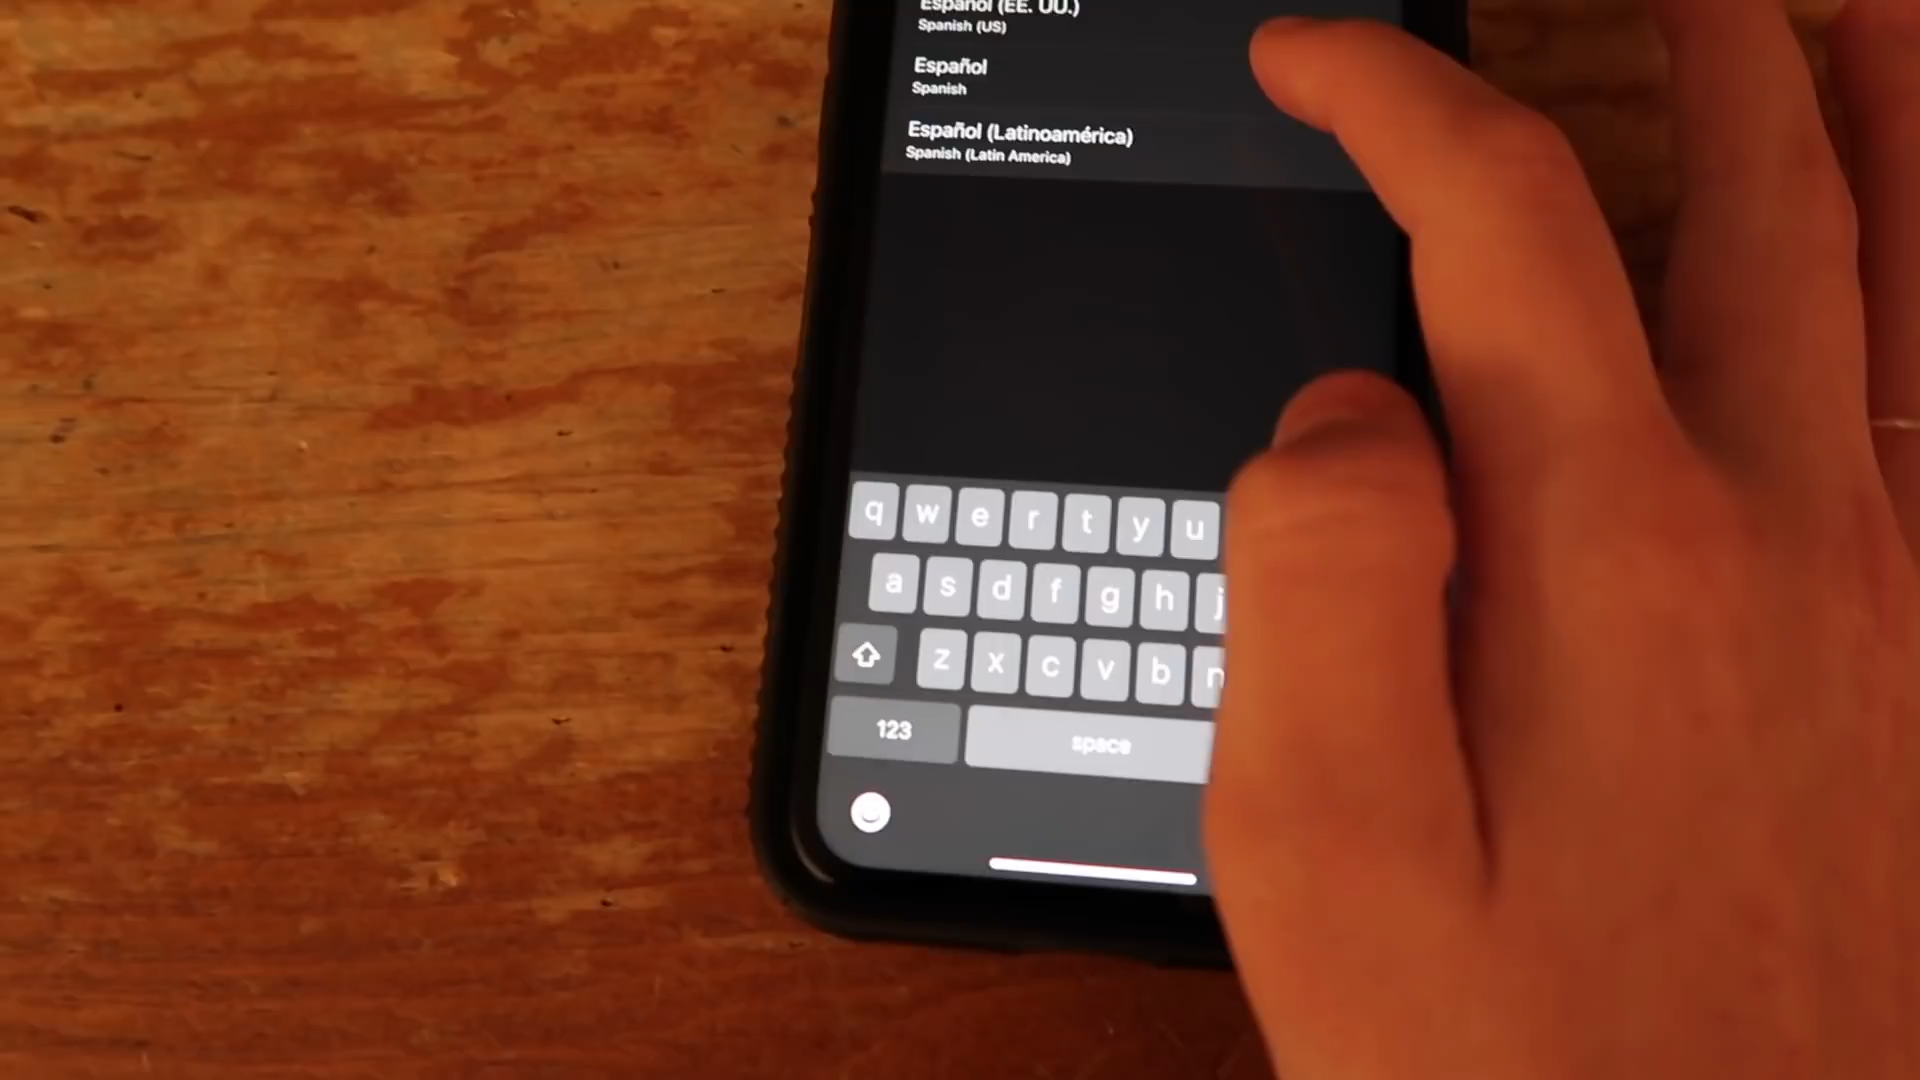 Español (EE. UU.)
Spanish (US)
Español
Spanish
Español (Latinoamérica)
Spanish (Latin America)
q w e r t y u
a s d f g h j
z x c v b n
123 space